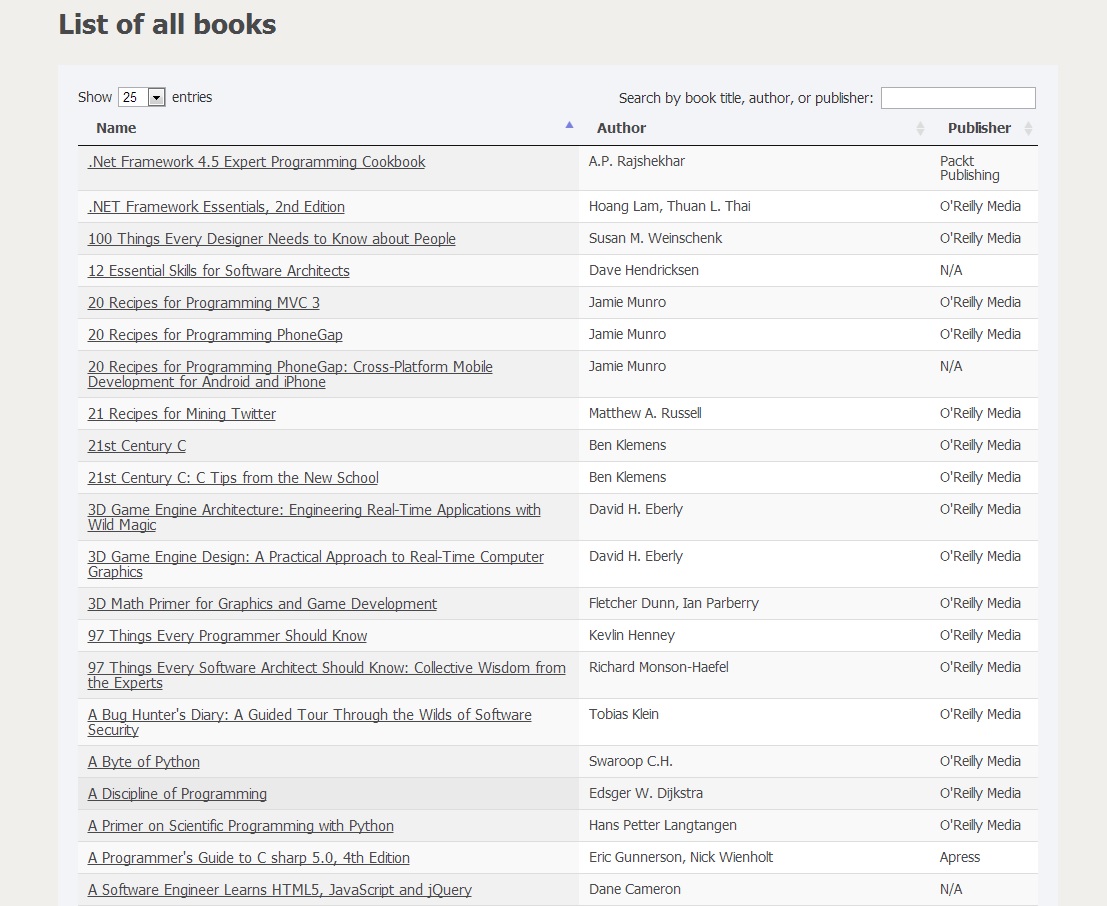 List of all books
Show 25 entries Search by book title, author, or publisher:
Name Author Publisher
.Net Framework 4.5 Expert Programming Cookbook A.P. Rajshekhar Packt
Publishing
.NET Framework Essentials, 2nd Edition Hoang Lam, Thuan L. Thai O'Reilly Media
100 Things Every Designer Needs to Know about People Susan M. Weinschenk O'Reilly Media
12 Essential Skills for Software Architects Dave Hendricksen N/A
20 Recipes for Programming MVC 3 Jamie Munro O'Reilly Media
20 Recipes for Programming PhoneGap Jamie Munro O'Reilly Media
20 Recipes for Programming PhoneGap: Cross-Platform Mobile Jamie Munro N/A
Development for Android and iPhone
21 Recipes for Mining Twitter Matthew A. Russell O'Reilly Media
21st Century C Ben Klemens O'Reilly Media
21st Century C: C Tips from the New School Ben Klemens O'Reilly Media
3D Game Engine Architecture: Engineering Real-Time Applications with David H. Eberly O'Reilly Media
Wild Magic
3D Game Engine Design: A Practical Approach to Real-Time Computer David H. Eberly O'Reilly Media
Graphics
3D Math Primer for Graphics and Game Development Fletcher Dunn, Ian Parberry O'Reilly Media
97 Things Every Programmer Should Know Kevlin Henney O'Reilly Media
97 Things Every Software Architect Should Know: Collective Wisdom from Richard Monson-Haefel O'Reilly Media
the Experts
A Bug Hunter's Diary: A Guided Tour Through the Wilds of Software Tobias Klein O'Reilly Media
Security
A Byte of Python Swaroop C.H. O'Reilly Media
A Discipline of Programming Edsger W. Dijkstra O'Reilly Media
A Primer on Scientific Programming with Python Hans Petter Langtangen O'Reilly Media
A Programmer's Guide to C sharp 5.0, 4th Edition Eric Gunnerson, Nick Wienholt Apress
A Software Engineer Learns HTML5, JavaScript and jQuery Dane Cameron N/A